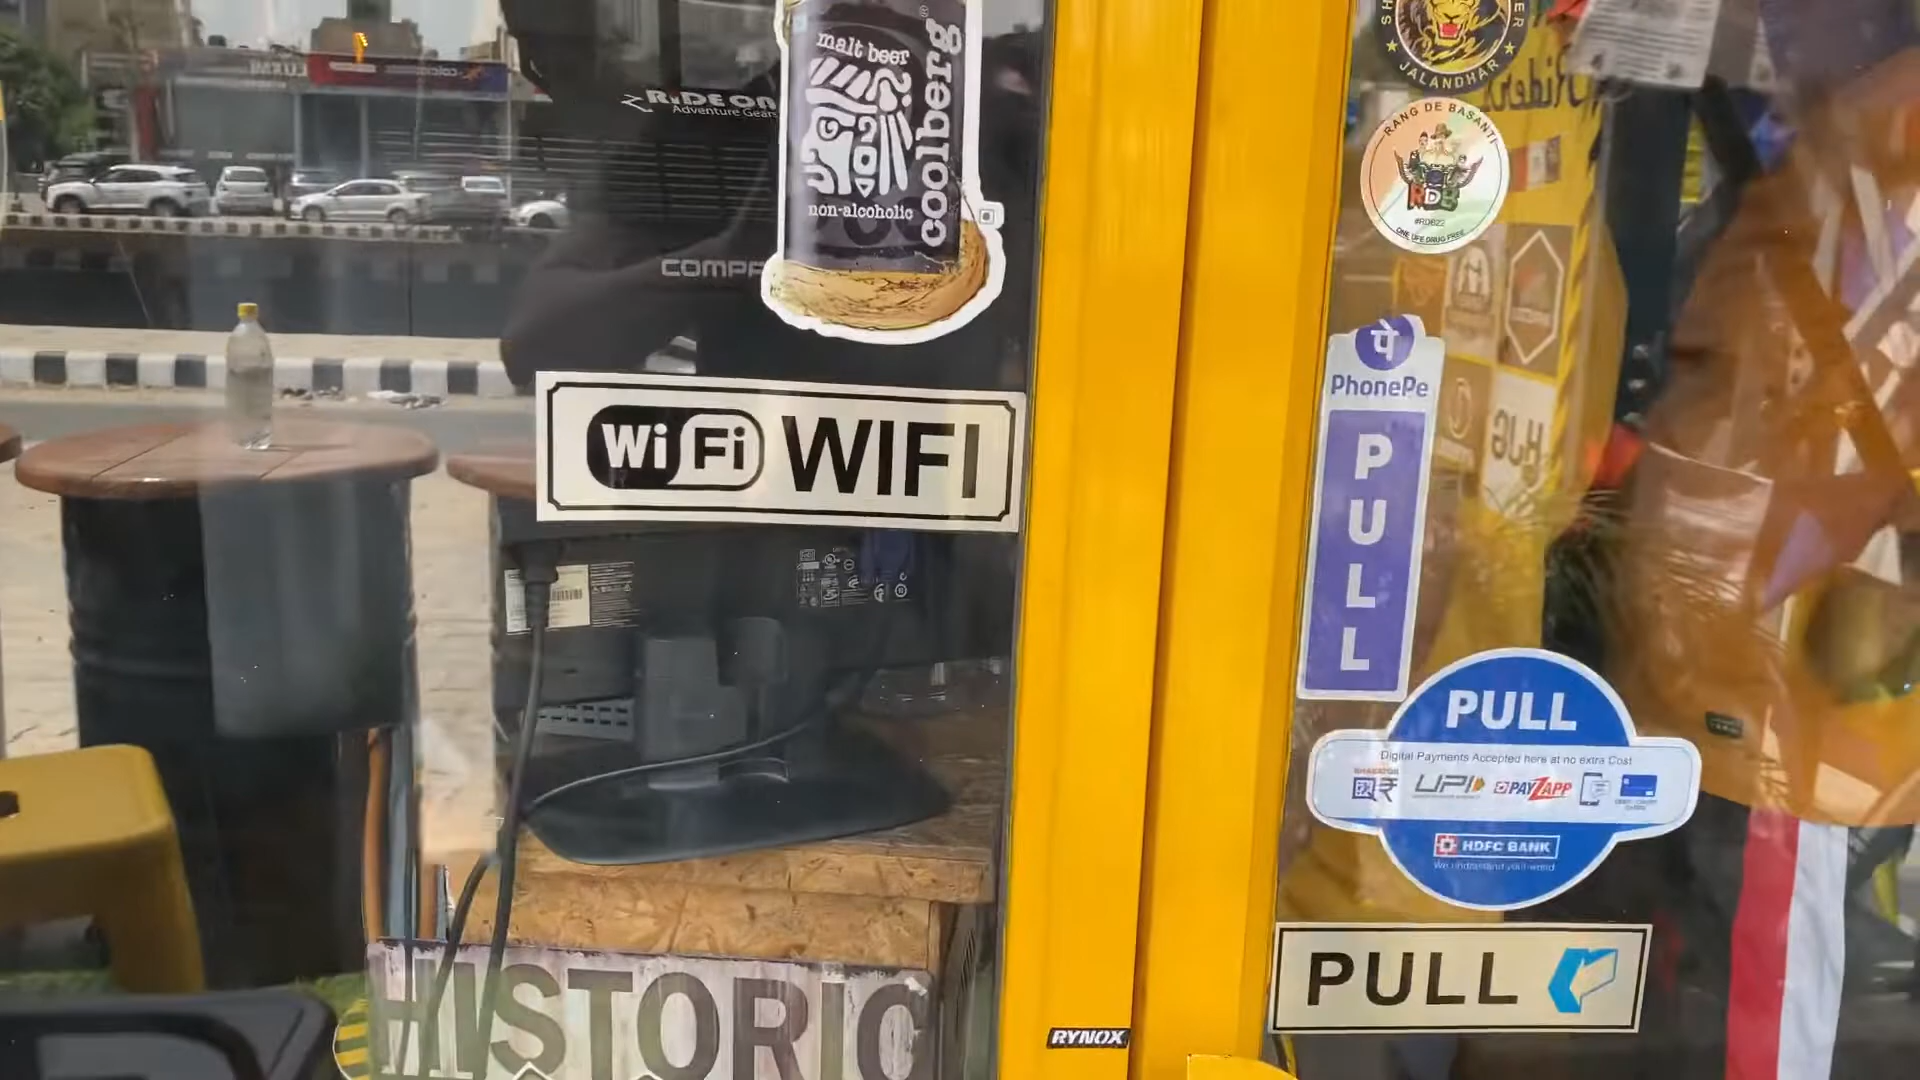 malt beer
coolberg
non-alcoholic
RiDE ON
Adventure Gears
WiFi WIFI
HISTORIC
RYNOX
JALANDHAR
RANG DE BASANTI
RDB
#RDB22
ONE LIFE DRUG FREE
Riders
पे
PhonePe
PULL
HJG
PULL
Digital Payments Accepted here at no extra Cost
UPI
PAYZAPP
HDFC BANK
We understand your world
PULL